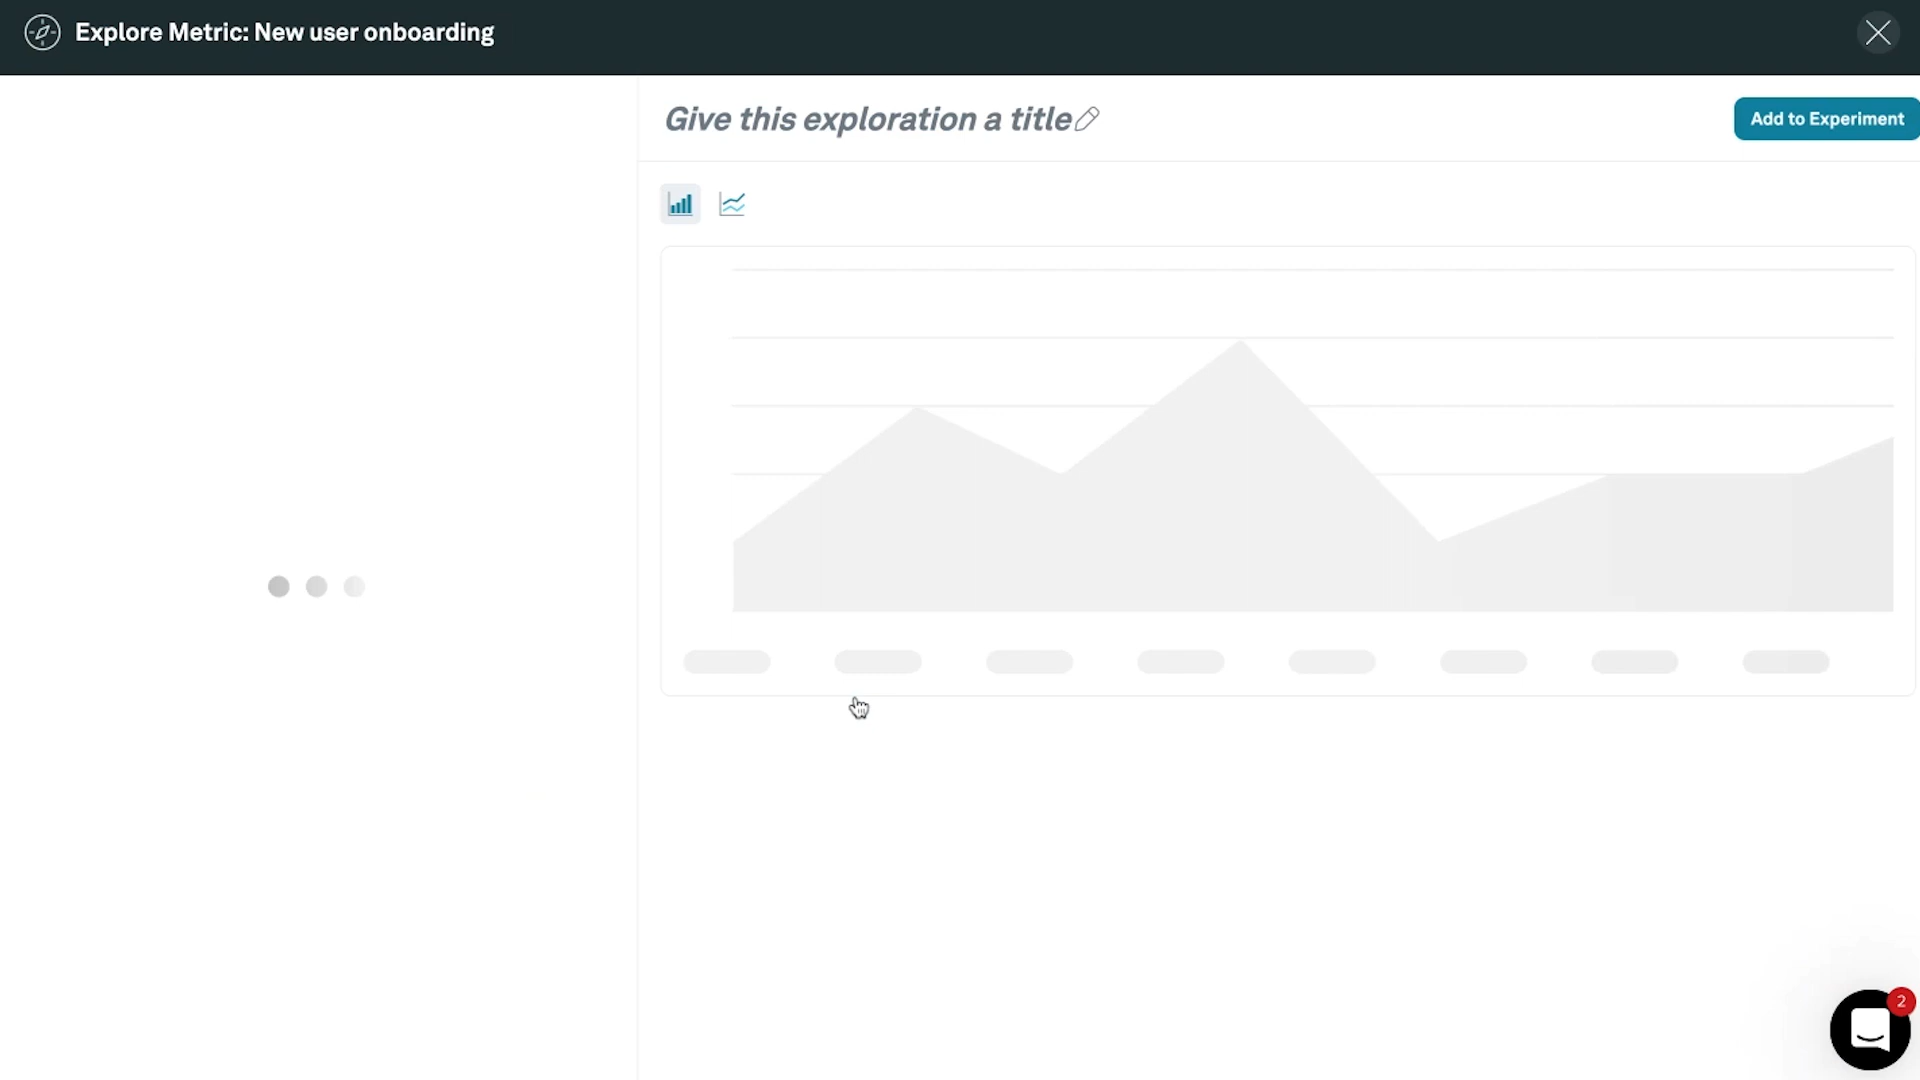 Explore Metric: New user onboarding
Give this exploration a title
Add to Experiment
2